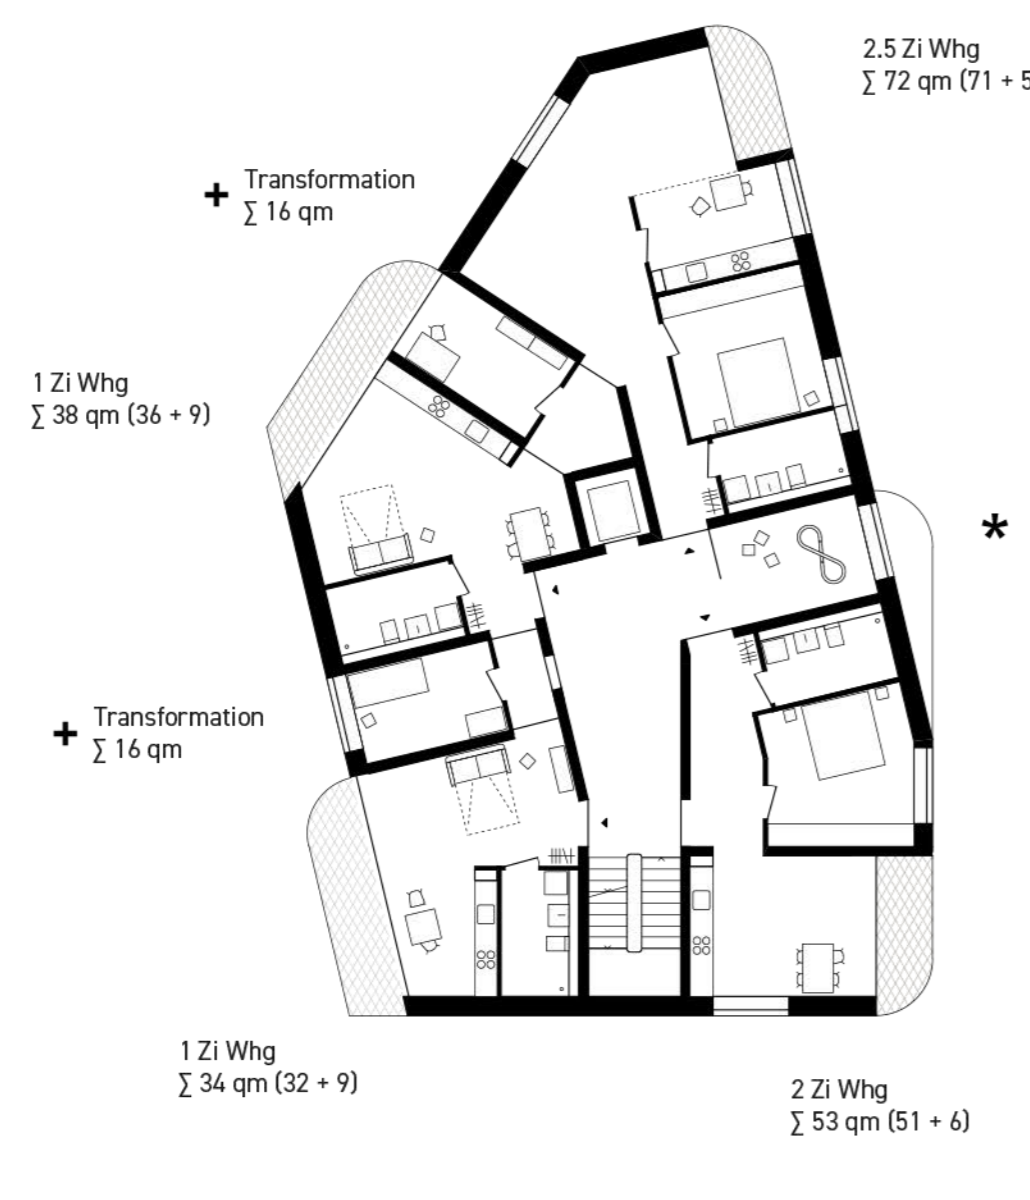 2.5 Zi Whg
∑ 72 qm (71 + 5
+ Transformation
∑ 16 qm
1 Zi Whg
∑ 38 qm (36 + 9)
*
+ Transformation
∑ 16 qm
1 Zi Whg
∑ 34 qm (32 + 9)
2 Zi Whg
∑ 53 qm (51 + 6)